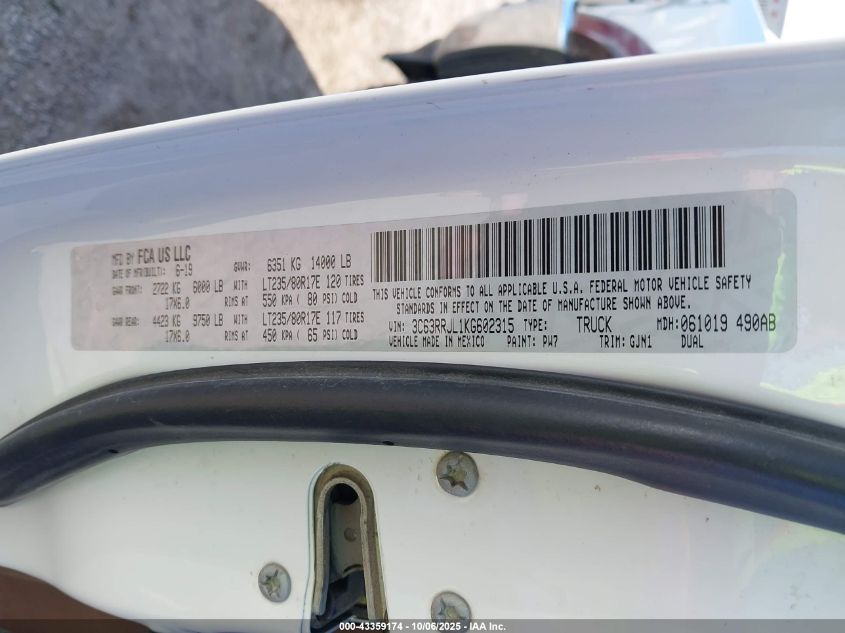 MFD BY FCA US LLC
DATE OF MFR(BUILT): 6-19 GVWR: 6351 KG 14000 LB
GAWR FRONT: 2722 KG 6000 LB LT235/80R17E 120 TIRES
17X6.0 RIMS AT 550 KPA ( 80 PSI) COLD
GAWR REAR: 4423 KG 9750 LB LT235/80R17E 117 TIRES
17X6.0 RIMS AT 450 KPA ( 65 PSI) COLD
THIS VEHICLE CONFORMS TO ALL APPLICABLE U.S.A. FEDERAL MOTOR VEHICLE SAFETY
STANDARDS IN EFFECT ON THE DATE OF MANUFACTURE SHOWN ABOVE.
VIN: 3C63RRJL1KG602315 TYPE: TRUCK MDH:061019 490AB
VEHICLE MADE IN MEXICO PAINT: PW7 TRIM: GJN1 DUAL
000-43359174 - 10/06/2025 - IAA Inc.